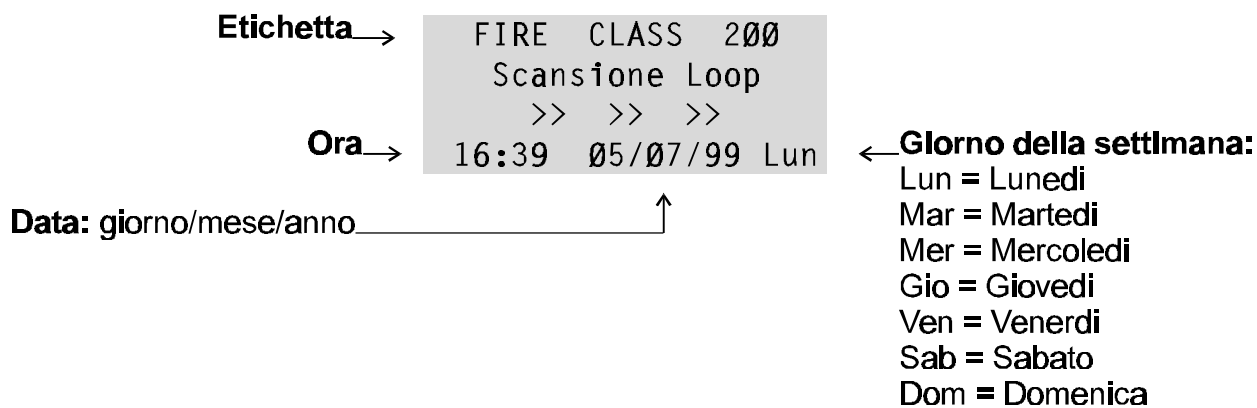 Etichetta
FIRE CLASS 2ØØ
Scansione Loop
>> >> >>
Ora
16:39 Ø5/Ø7/99 Lun
Giorno della settimana:
Lun = Lunedi
Mar = Martedi
Mer = Mercoledi
Gio = Giovedi
Ven = Venerdi
Sab = Sabato
Dom = Domenica
Data: giorno/mese/anno